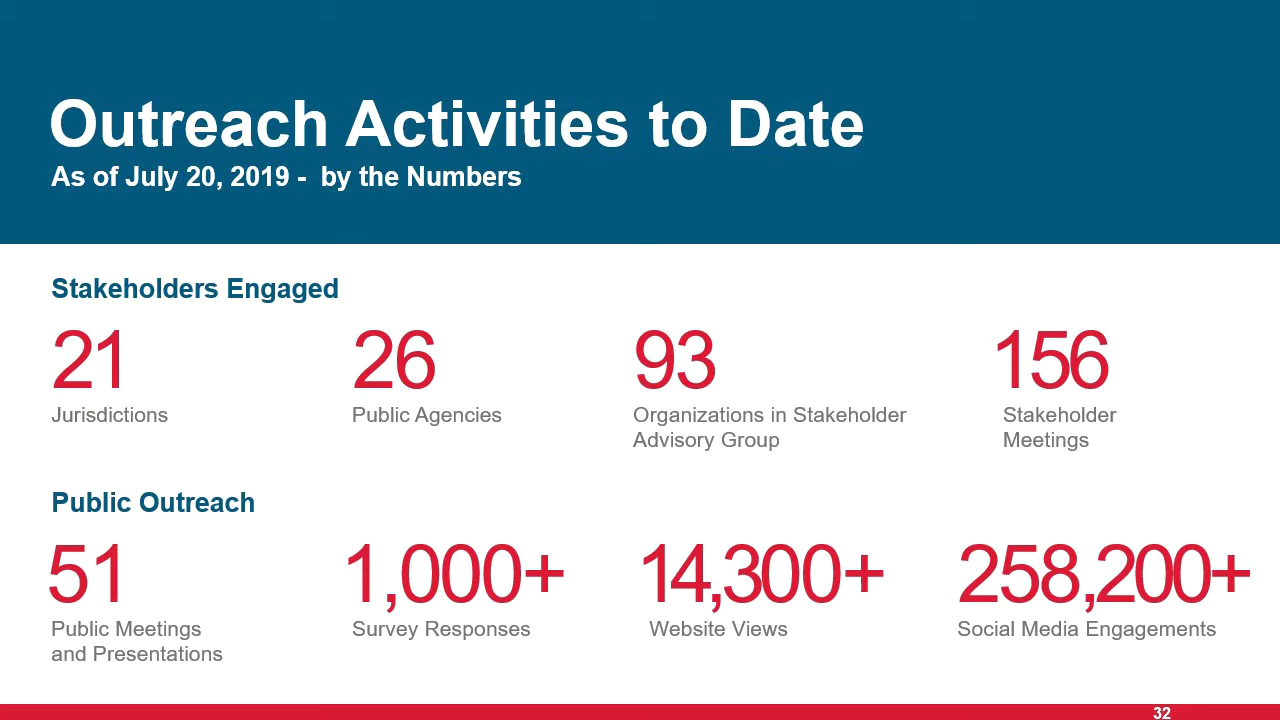 Outreach Activities to Date
As of July 20, 2019 -  by the Numbers
Stakeholders Engaged
21
Jurisdictions
26
Public Agencies
93
Organizations in Stakeholder
Advisory Group
156
Stakeholder
Meetings
Public Outreach
51
Public Meetings
and Presentations
1,000+
Survey Responses
14,300+
Website Views
258,200+
Social Media Engagements
32